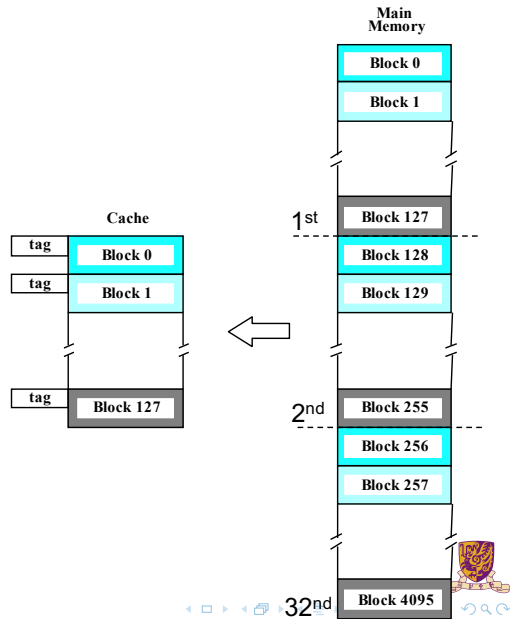 Main
Memory
Block 0
Block 1
Block 127
1st
Block 128
Block 129
Block 255
2nd
Block 256
Block 257
Block 4095
32nd
Cache
tag
Block 0
tag
Block 1
tag
Block 127